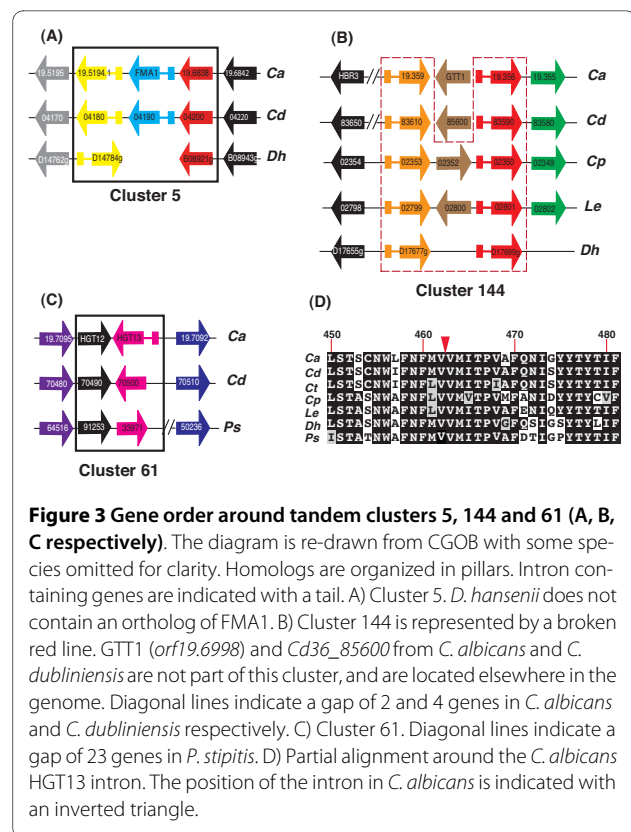 (A)
19.5195 19.5194.1 FMA1 19.6838 19.6842 Ca
04170 04180 04190 04200 04220 Cd
D14762g D14784g B08921g B08943g Dh
Cluster 5
(B)
HBR3 19.359 GTT1 19.356 19.355 Ca
83650 83610 85600 83590 83580 Cd
02354 02353 02352 02350 02349 Cp
02798 02799 02800 02801 02802 Le
D17655g D17677g D17699g Dh
Cluster 144
(C)
19.7095 HGT12 HGT13 19.7092 Ca
70480 70490 70500 70510 Cd
64516 91253 53971 50236 Ps
Cluster 61
(D)
450 460 470 480
Ca LSTSCNWLFNFMVVMITPVAFQNIGYYTYTIF
Cd LSTSCNWIFNFMVVMITPVAFQNISYYTYTIF
Ct LSTSCNWIFNFLVVMITPIAFQNIGYYTYTIF
Cp LSTASNWAFNFLVVMVTPVMFANIDYYTYCVF
Le LSTASNWAFNFLVVMITPVAFENIQYYTYTIF
Dh LSTASNWAFNFMVVMITPVGFQSIGSYTYLIF
Ps ISTATNWAFNFMVVMITPVAFDTIGPYTYTIF
Figure 3 Gene order around tandem clusters 5, 144 and 61 (A, B,
C respectively). The diagram is re-drawn from CGOB with some spe-
cies omitted for clarity. Homologs are organized in pillars. Intron con-
taining genes are indicated with a tail. A) Cluster 5. D. hansenii does not
contain an ortholog of FMA1. B) Cluster 144 is represented by a broken
red line. GTT1 (orf19.6998) and Cd36_85600 from C. albicans and C.
dubliniensis are not part of this cluster, and are located elsewhere in the
genome. Diagonal lines indicate a gap of 2 and 4 genes in C. albicans
and C. dubliniensis respectively. C) Cluster 61. Diagonal lines indicate a
gap of 23 genes in P. stipitis. D) Partial alignment around the C. albicans
HGT13 intron. The position of the intron in C. albicans is indicated with
an inverted triangle.